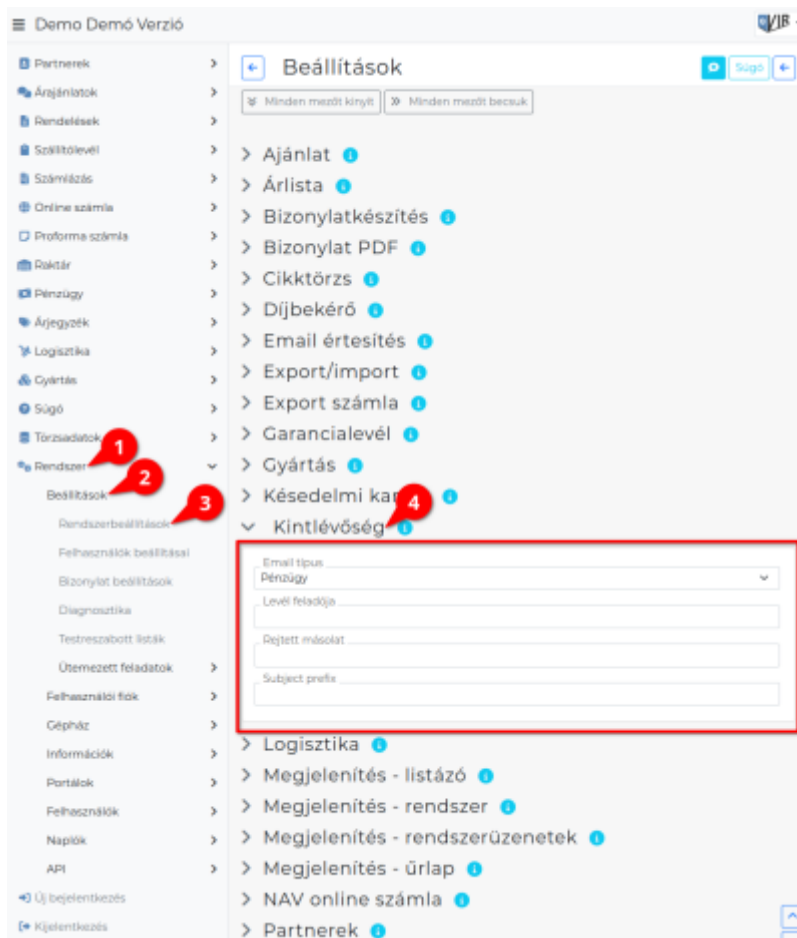 Demo Demó Verzió
VIR
Partnerek
Árajánlatok
Rendelések
Szállítólevél
Számlázás
Online számla
Proforma számla
Raktár
Pénzügy
Árjegyzék
Logisztika
Gyártás
Súgó
Törzsadatok
1
Rendszer
2
Beállítások
3
Rendszerbeállítások
Felhasználók beállításai
Bizonylat beállítások
Diagnosztika
Testreszabott listák
Ütemezett feladatok
Felhasználói fiók
Gépház
Információk
Portálok
Felhasználók
Naplók
API
Új bejelentkezés
Kijelentkezés
Beállítások
Súgó
Minden mezőt kinyit
Minden mezőt becsuk
Ajánlat
Árlista
Bizonylatkészítés
Bizonylat PDF
Cikktörzs
Díjbekérő
Email értesítés
Export/import
Export számla
Garancialevél
Gyártás
Késedelmi
4
Kintlévőség
Email típus
Pénzügy
Levél feladója
Rejtett másolat
Subject prefix
Logisztika
Megjelenítés - listázó
Megjelenítés - rendszer
Megjelenítés - rendszerüzenetek
Megjelenítés - űrlap
NAV online számla
Partnerek